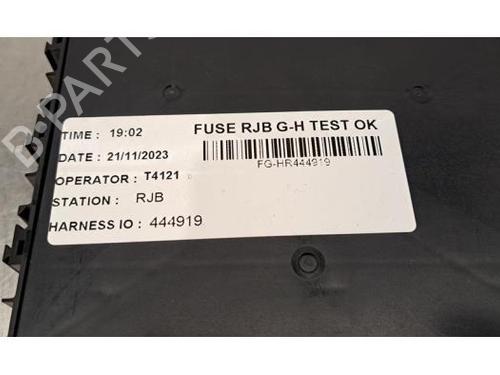 B-PARTS
TIME : 19:02
FUSE RJB G-H TEST OK
DATE : 21/11/2023
FG-HR444919
OPERATOR : T4121
STATION : RJB
HARNESS IO : 444919